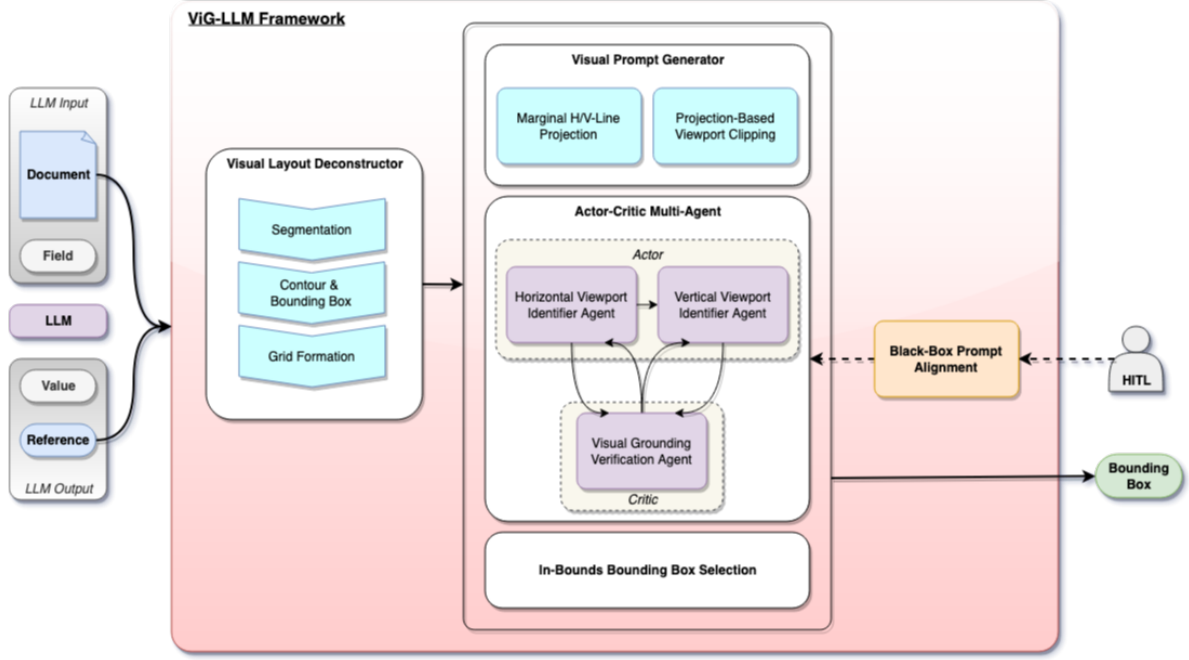 ViG-LLM Framework
LLM Input
Document
Field
LLM
Value
Reference
LLM Output
Visual Layout Deconstructor
Segmentation
Contour &
Bounding Box
Grid Formation
Visual Prompt Generator
Marginal H/V-Line
Projection
Projection-Based
Viewport Clipping
Actor-Critic Multi-Agent
Actor
Horizontal Viewport
Identifier Agent
Vertical Viewport
Identifier Agent
Visual Grounding
Verification Agent
Critic
In-Bounds Bounding Box Selection
Black-Box Prompt
Alignment
HITL
Bounding
Box